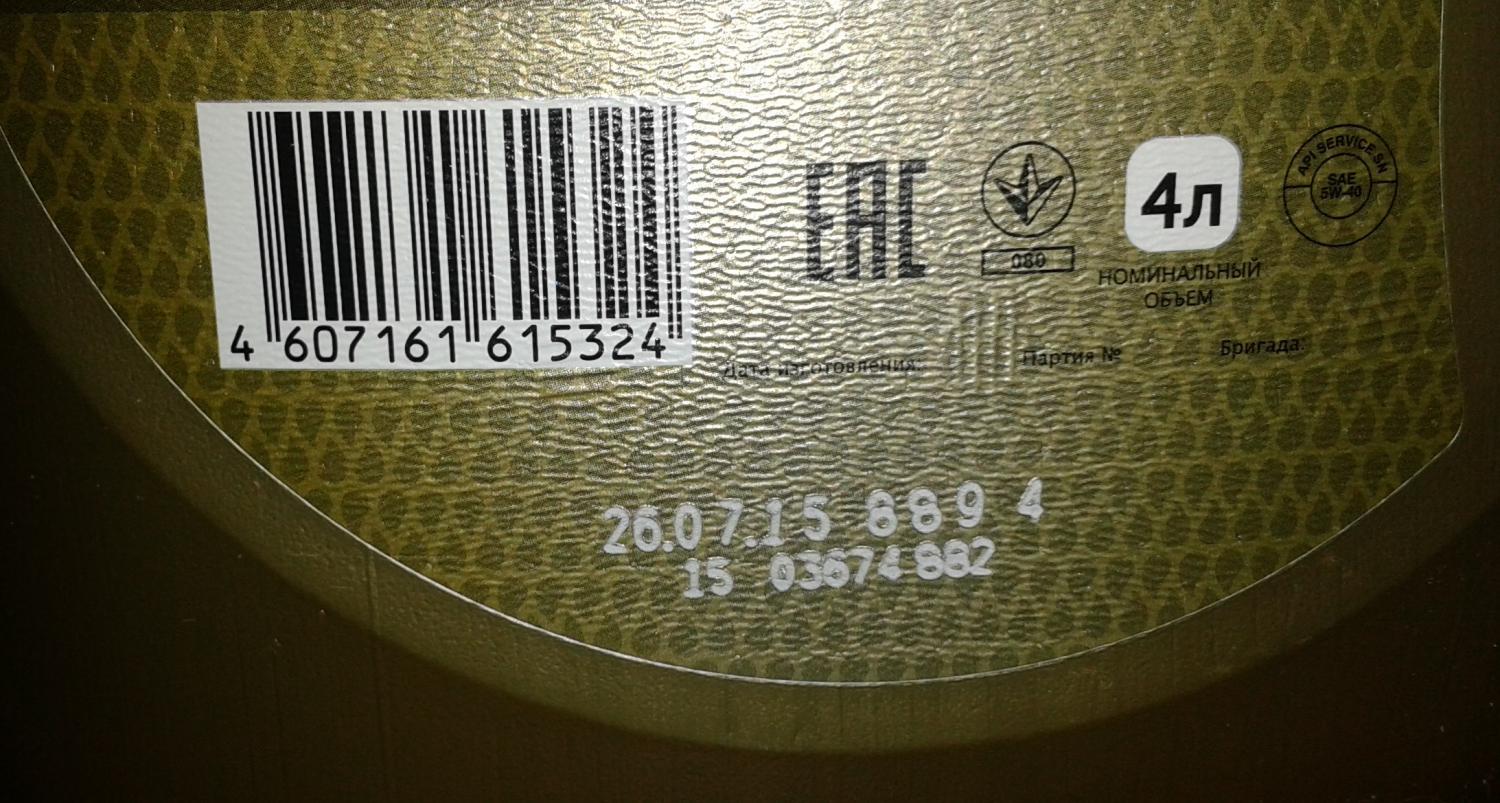 4 607161 615324
ЕАС
080
4л
НОМИНАЛЬНЫЙ
ОБЪЕМ
API SERVICE SN
SAE
5W-40
Дата изготовления:
Партия №
Бригада:
26.07.15 889 4
15 03674882